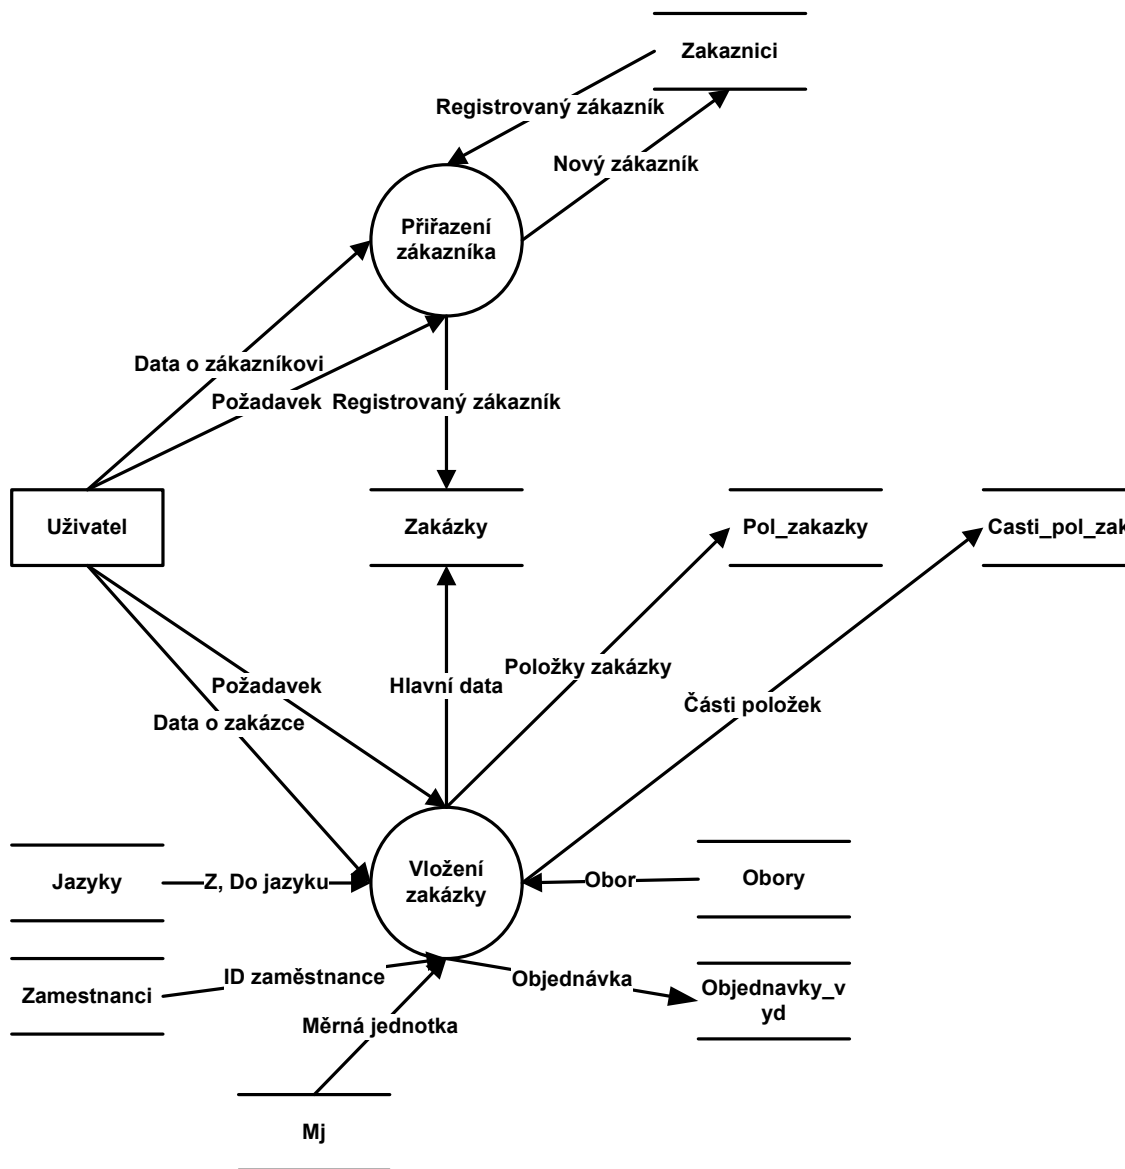 Zakaznici
Registrovaný zákazník
Nový zákazník
Přiřazení
zákazníka
Data o zákazníkovi
Požadavek
Registrovaný zákazník
Uživatel
Zakázky
Pol_zakazky
Casti_pol_zak
Položky zakázky
Požadavek
Hlavní data
Části položek
Data o zakázce
Vložení
zakázky
Jazyky
Z, Do jazyku
Obor
Obory
ID zaměstnance
Objednávka
Zamestnanci
Objednavky_v
yd
Měrná jednotka
Mj